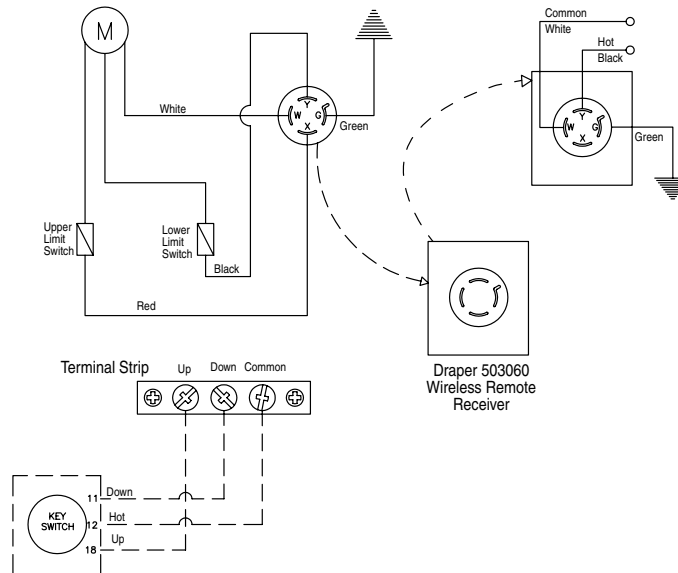 M
White
Y
W
G
X
Green
Upper
Limit
Switch
Lower
Limit
Switch
Black
Red
Common
White
Hot
Black
Y
W
G
X
Green
Draper 503060
Wireless Remote
Receiver
Terminal Strip
Up
Down
Common
KEY
SWITCH
11
Down
12
Hot
18
Up